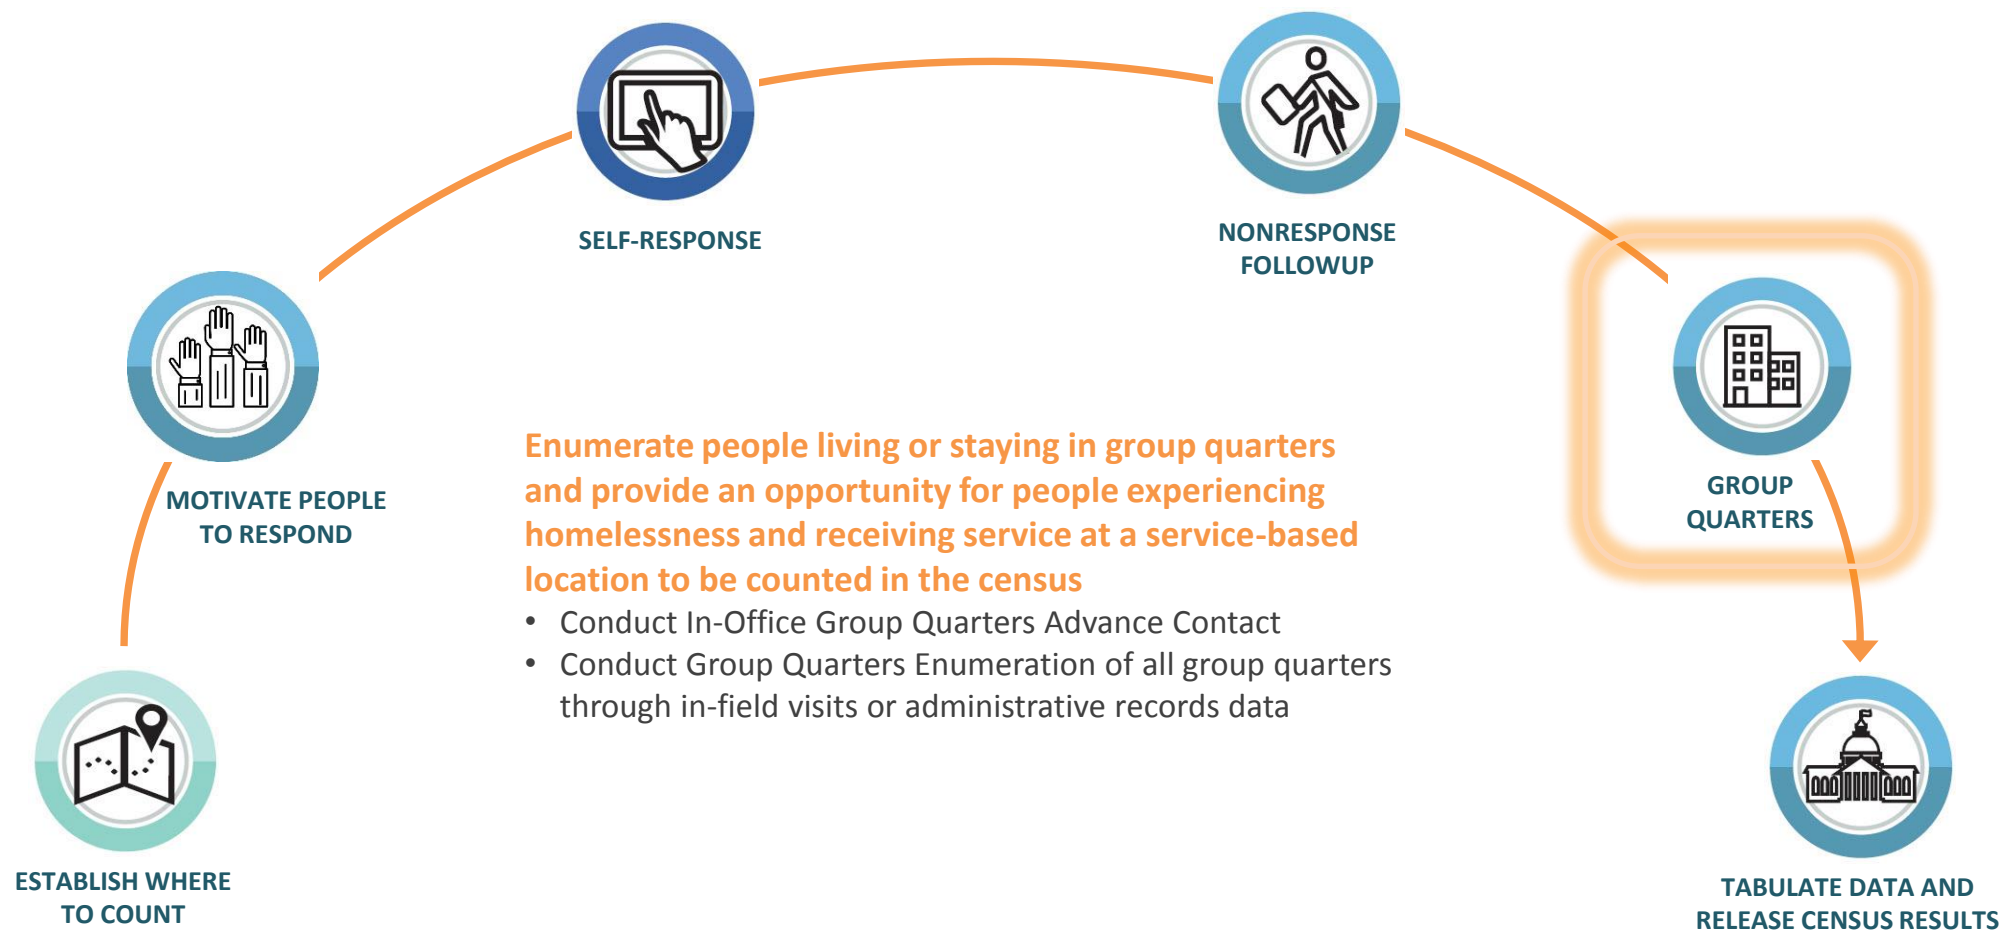 SELF-RESPONSE
NONRESPONSE
FOLLOWUP
MOTIVATE PEOPLE
TO RESPOND
GROUP
QUARTERS
Enumerate people living or staying in group quarters
and provide an opportunity for people experiencing
homelessness and receiving service at a service-based
location to be counted in the census
• Conduct In-Office Group Quarters Advance Contact
• Conduct Group Quarters Enumeration of all group quarters
through in-field visits or administrative records data
ESTABLISH WHERE
TO COUNT
TABULATE DATA AND
RELEASE CENSUS RESULTS